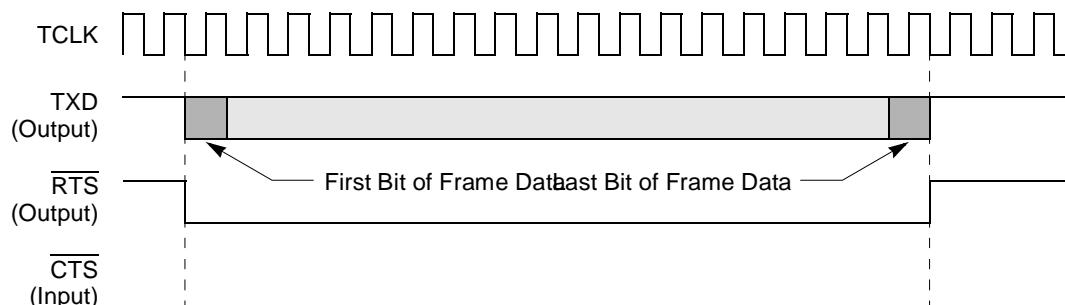 TCLK
TXD
(Output)
First Bit of Frame Data
Last Bit of Frame Data
RTS
(Output)
CTS
(Input)